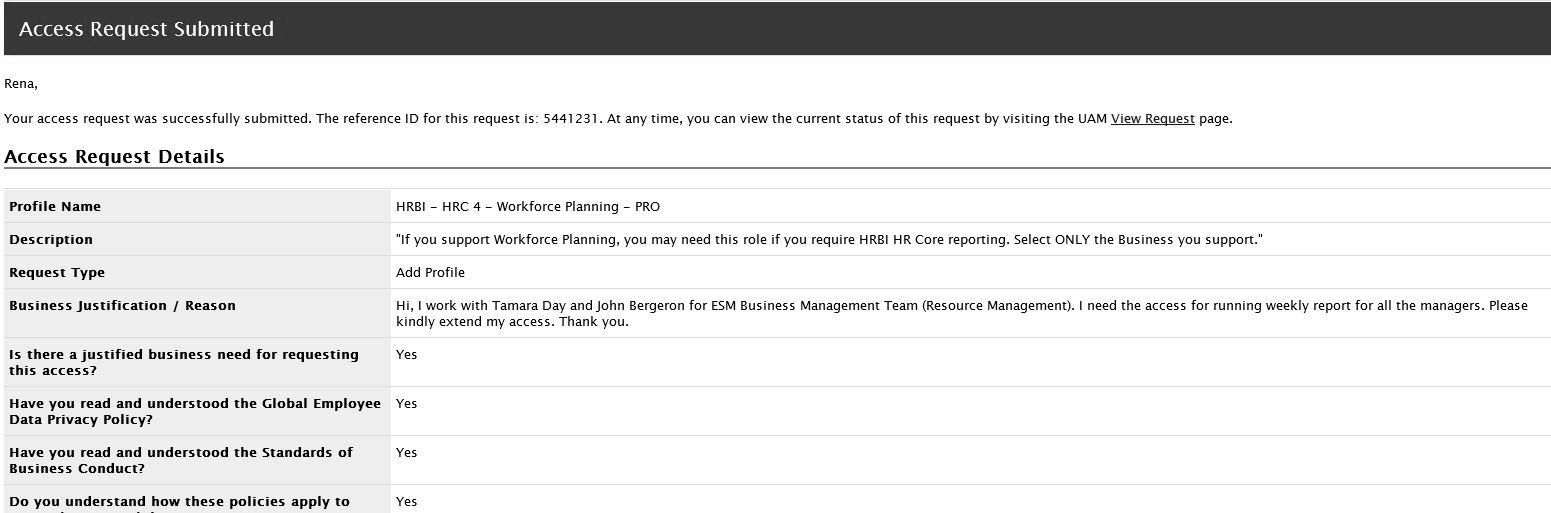 Access Request Submitted
Rena,
Your access request was successfully submitted. The reference ID for this request is: 5441231. At any time, you can view the current status of this request by visiting the UAM View Request page.
Access Request Details
Profile Name HRBI - HRC 4 - Workforce Planning - PRO
Description "If you support Workforce Planning, you may need this role if you require HRBI HR Core reporting. Select ONLY the Business you support."
Request Type Add Profile
Business Justification / Reason Hi, I work with Tamara Day and John Bergeron for ESM Business Management Team (Resource Management). I need the access for running weekly report for all the managers. Please
kindly extend my access. Thank you.
Is there a justified business need for requesting Yes
this access?
Have you read and understood the Global Employee Yes
Data Privacy Policy?
Have you read and understood the Standards of Yes
Business Conduct?
Do you understand how these policies apply to Yes